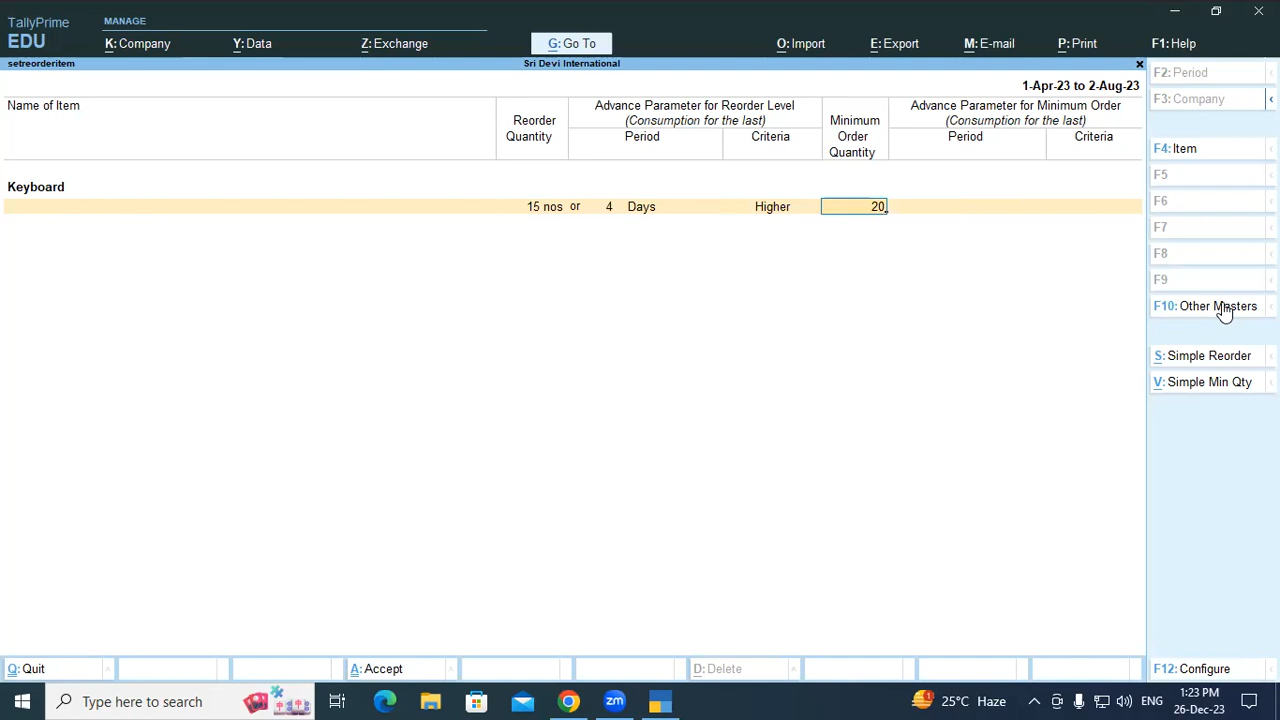 TallyPrime
EDU
MANAGE
K: Company
Y: Data
Z: Exchange
G: Go To
O: Import
E: Export
M: E-mail
P: Print
F1: Help
setreorderitem
Sri Devi International
1-Apr-23 to 2-Aug-23
Name of Item
Reorder
Quantity
Advance Parameter for Reorder Level
(Consumption for the last)
Period
Criteria
Minimum
Order
Quantity
Advance Parameter for Minimum Order
(Consumption for the last)
Period
Criteria
Keyboard
15 nos or 4 Days Higher 20
F2: Period
F3: Company
F4: Item
F5
F6
F7
F8
F9
F10: Other Masters
S: Simple Reorder
V: Simple Min Qty
Q: Quit
A: Accept
D: Delete
F12: Configure
Type here to search
zm
25°C Haze
ENG
1:23 PM
26-Dec-23